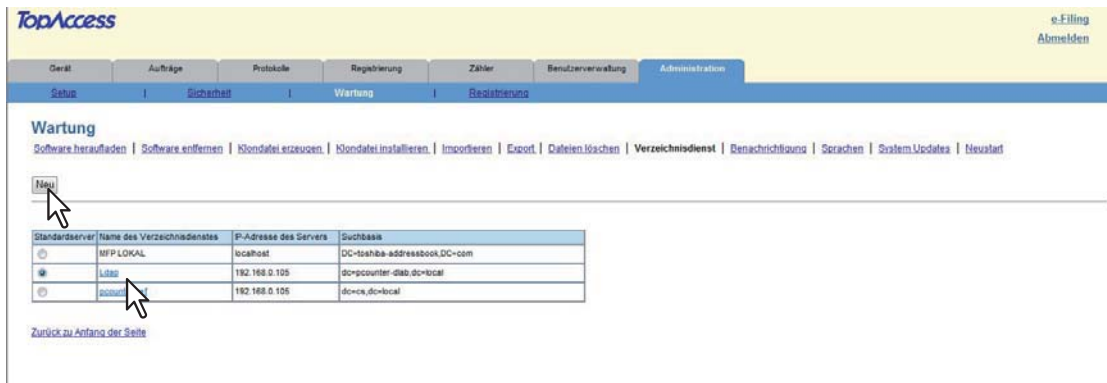 TopAccess
e-Filing
Abmelden
Gerät Aufträge Protokolle Registrierung Zähler Benutzerverwaltung Administration
Setup | Sicherheit | Wartung | Registrierung
Wartung
Software heraufladen | Software entfernen | Klondatei erzeugen | Klondatei installieren | Importieren | Export | Dateien löschen | Verzeichnisdienst | Benachrichtigung | Sprachen | System Updates | Neustart
Neu
Standardserver Name des Verzeichnisdienstes IP-Adresse des Servers Suchbasis
MFP LOKAL localhost DC=toshiba-addressbook,DC=com
Ldap 192.168.0.105 dc=pcounter-dlab,dc=local
192.168.0.105 dc=cs,dc=local
Zurück zu Anfang der Seite